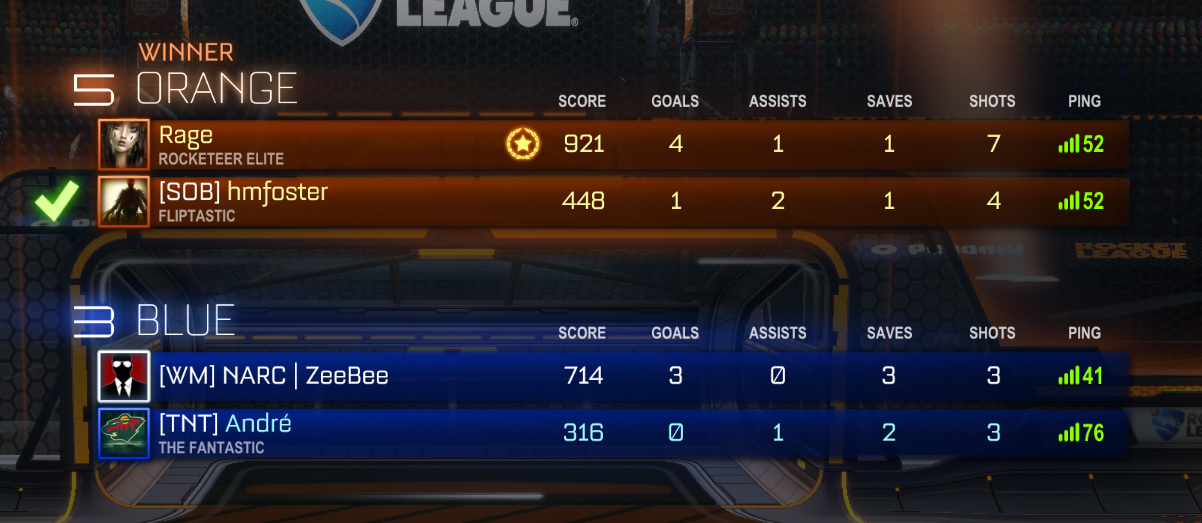 LEAGUE®
WINNER
5 ORANGE
SCORE GOALS ASSISTS SAVES SHOTS PING
Rage 921 4 1 1 7 52
ROCKETEER ELITE
[SOB] hmfoster 448 1 2 1 4 52
FLIPTASTIC
ROCKET
LEAGUE
3 BLUE
SCORE GOALS ASSISTS SAVES SHOTS PING
[WM] NARC | ZeeBee 714 3 0 3 3 41
[TNT] André 316 0 1 2 3 76
THE FANTASTIC